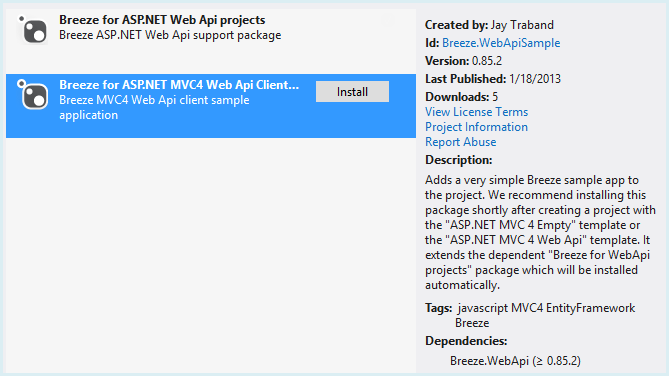 Breeze for ASP.NET Web Api projects
Breeze ASP.NET Web Api support package
Breeze for ASP.NET MVC4 Web Api Client...
Install
Breeze MVC4 Web Api client sample
application
Created by: Jay Traband
Id: Breeze.WebApiSample
Version: 0.85.2
Last Published: 1/18/2013
Downloads: 5
View License Terms
Project Information
Report Abuse
Description:
Adds a very simple Breeze sample app to
the project. We recommend installing this
package shortly after creating a project with
the "ASP.NET MVC 4 Empty" template or
the "ASP.NET MVC 4 Web Api" template. It
extends the dependent "Breeze for WebApi
projects" package which will be installed
automatically.
Tags: javascript MVC4 EntityFramework
Breeze
Dependencies:
Breeze.WebApi (≥ 0.85.2)